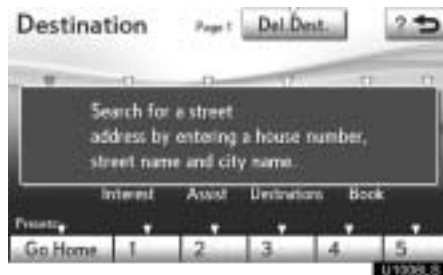 Destination Page 1 Del.Dest. ?
Search for a street
address by entering a house number,
street name and city name.
Interest Assist Destinations Book
Presets
Go Home 1 2 3 4 5